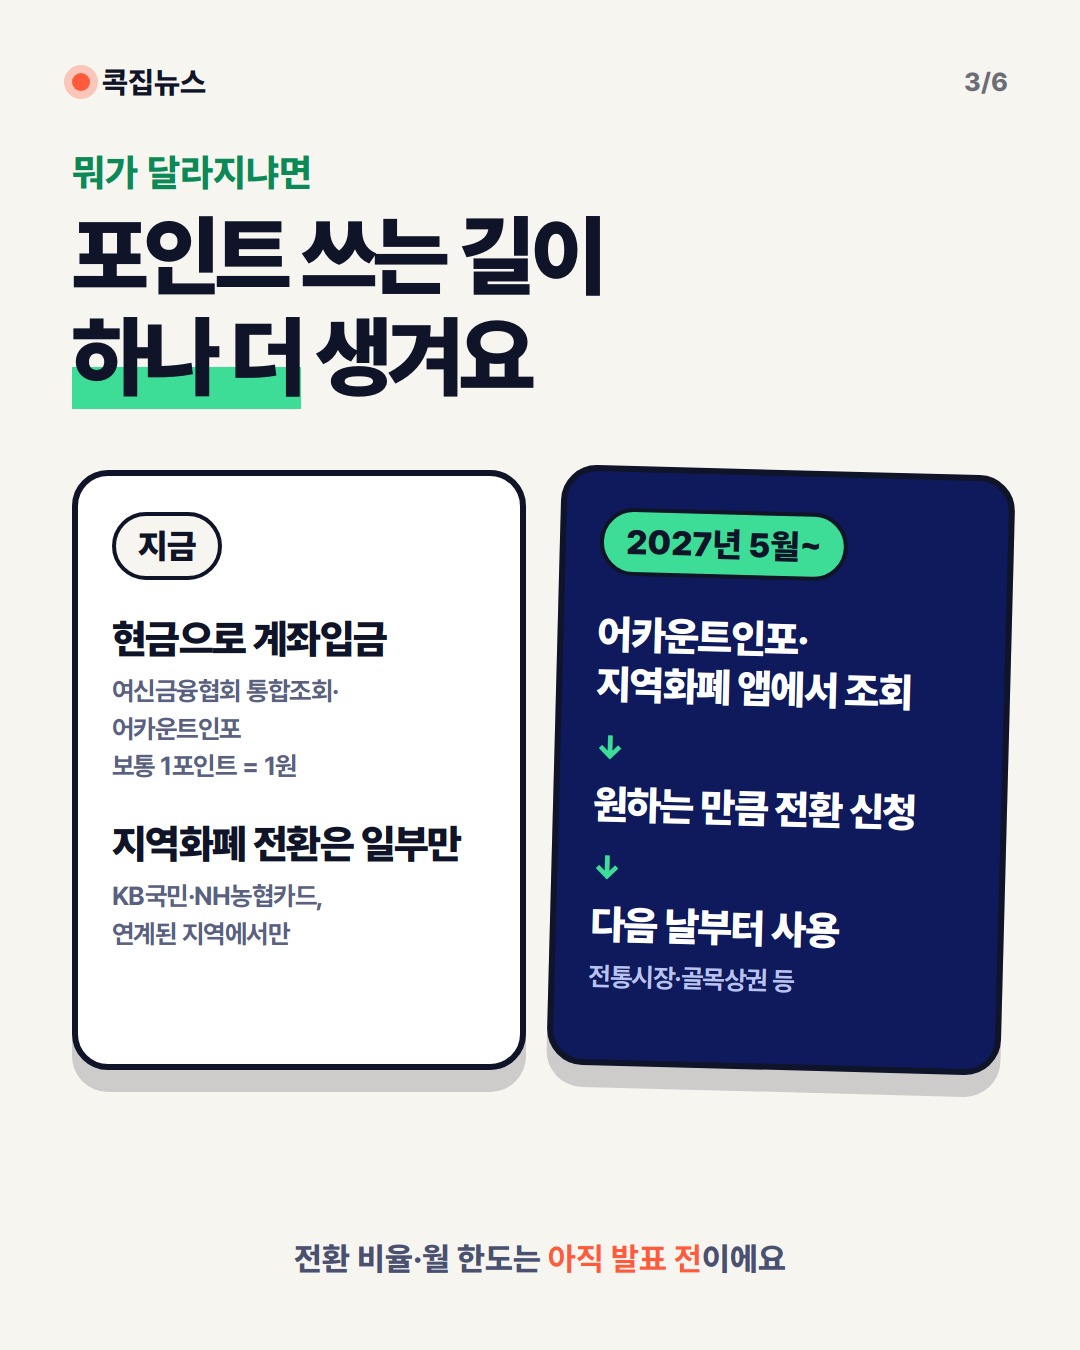 콕집뉴스
3/6
뭐가 달라지냐면
포인트 쓰는 길이
하나 더 생겨요
지금
현금으로 계좌입금
여신금융협회 통합조회·
어카운트인포
보통 1포인트 = 1원
지역화폐 전환은 일부만
KB국민·NH농협카드,
연계된 지역에서만
2027년 5월~
어카운트인포·
지역화폐 앱에서 조회
↓
원하는 만큼 전환 신청
↓
다음 날부터 사용
전통시장·골목상권 등
전환 비율·월 한도는 아직 발표 전이에요